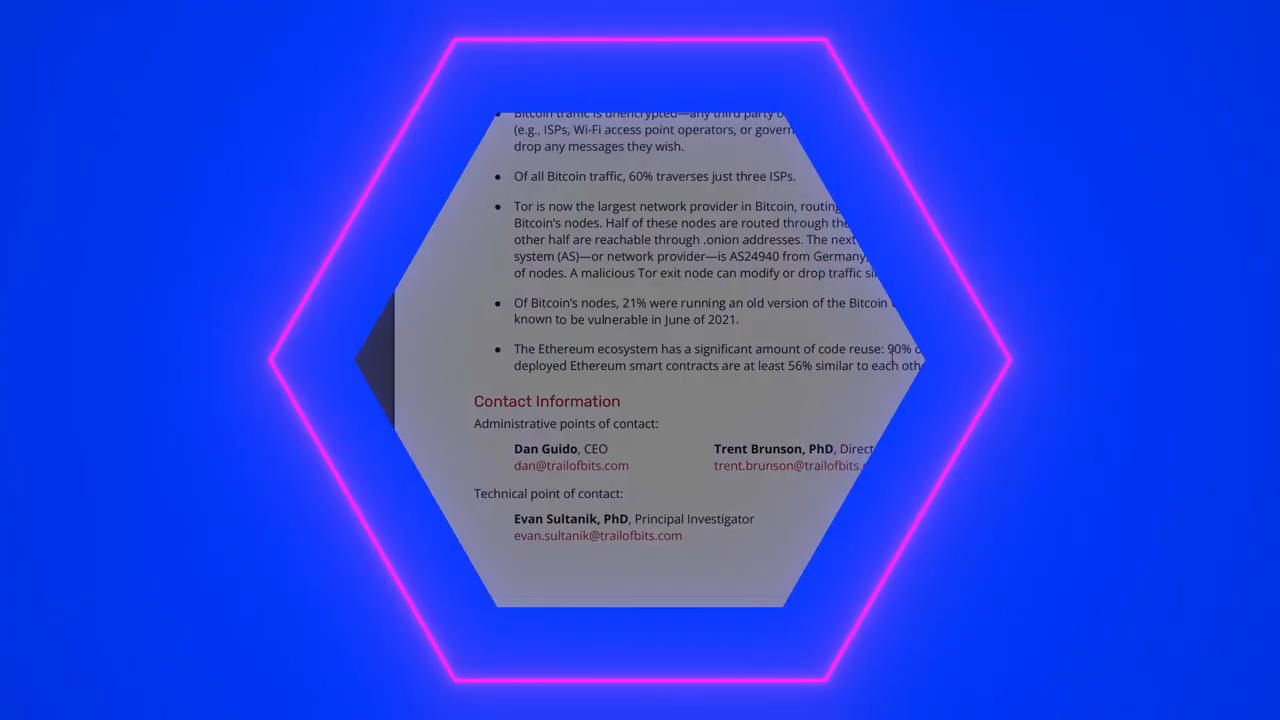 • Bitcoin traffic is unencrypted—any third party
(e.g., ISPs, Wi-Fi access point operators, or
drop any messages they wish.
• Of all Bitcoin traffic, 60% traverses just three ISPs.
• Tor is now the largest network provider in Bitcoin, routing
Bitcoin's nodes. Half of these nodes are routed through
other half are reachable through .onion addresses. The next
system (AS)—or network provider—is AS24940 from Germany,
of nodes. A malicious Tor exit node can modify or drop traffic
• Of Bitcoin's nodes, 21% were running an old version of the Bitcoin
known to be vulnerable in June of 2021.
• The Ethereum ecosystem has a significant amount of code reuse: 90%
deployed Ethereum smart contracts are at least 56% similar to each
Contact Information
Administrative points of contact:
Dan Guido, CEO Trent Brunson, PhD,
dan@trailofbits.com
Technical point of contact:
Evan Sultanik, PhD, Principal Investigator
evan.sultanik@trailofbits.com